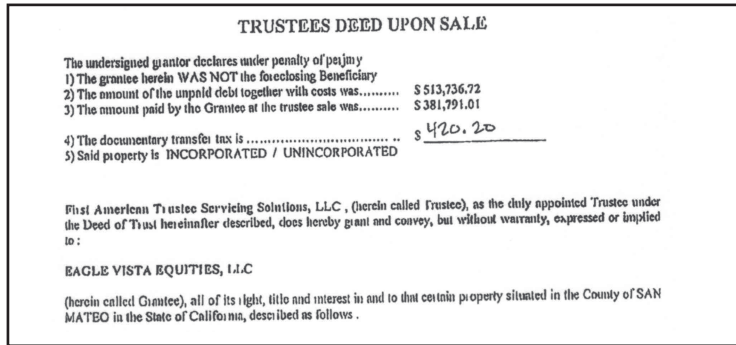 TRUSTEES DEED UPON SALE
The undersigned grantor declares under penalty of perjury
1) The grantee herein WAS NOT the foreclosing Beneficiary
2) The amount of the unpaid debt together with costs was.......... $ 513,736.72
3) The amount paid by the Grantee at the trustee sale was.......... $ 381,791.01
4) The documentary transfer tax is .................................. .. $ 420.20
5) Said property is INCORPORATED / UNINCORPORATED
First American Trustee Servicing Solutions, LLC , (herein called Trustee), as the duly appointed Trustee under
the Deed of Trust hereinafter described, does hereby grant and convey, but without warranty, expressed or implied
to :
EAGLE VISTA EQUITIES, LLC
(herein called Grantee), all of its right, title and interest in and to that certain property situated in the County of SAN
MATEO in the State of California, described as follows .